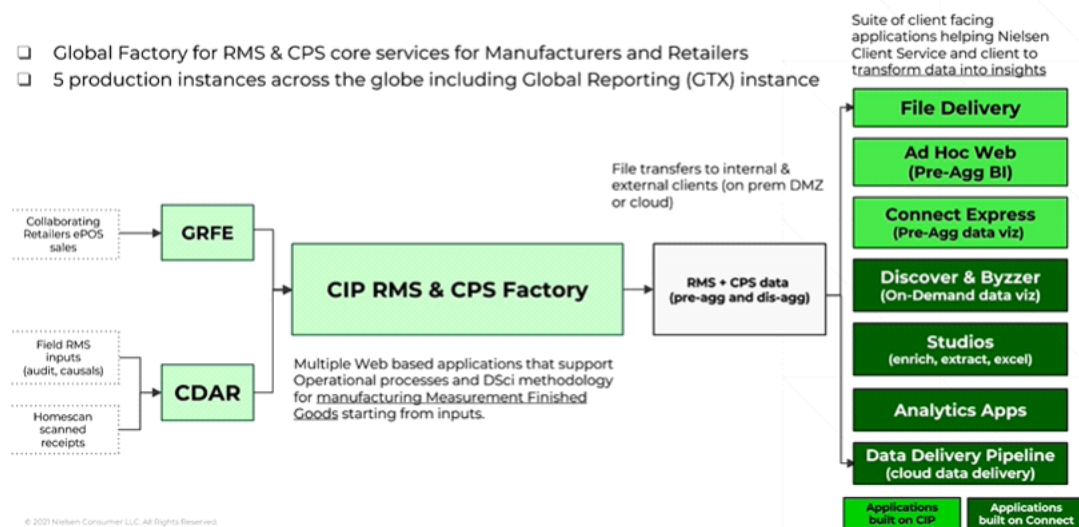 Suite of client facing
applications helping Nielsen
Client Service and client to
transform data into insights
❑ Global Factory for RMS & CPS core services for Manufacturers and Retailers
❑ 5 production instances across the globe including Global Reporting (GTX) instance
File Delivery
Ad Hoc Web
(Pre-Agg BI)
File transfers to internal &
external clients (on prem DMZ
or cloud)
Collaborating
Retailers ePOS
sales
GRFE
Connect Express
(Pre-Agg data viz)
CIP RMS & CPS Factory
RMS + CPS data
(pre-agg and dis-agg)
Discover & Byzzer
(On-Demand data viz)
Field RMS
inputs
(audit, causals)
Studios
(enrich, extract, excel)
Multiple Web based applications that support
Operational processes and DSci methodology
for manufacturing Measurement Finished
Goods starting from inputs.
CDAR
Homescan
scanned
receipts
Analytics Apps
Data Delivery Pipeline
(cloud data delivery)
Applications
built on CIP
Applications
built on Connect
© 2021 Nielsen Consumer LLC. All Rights Reserved.